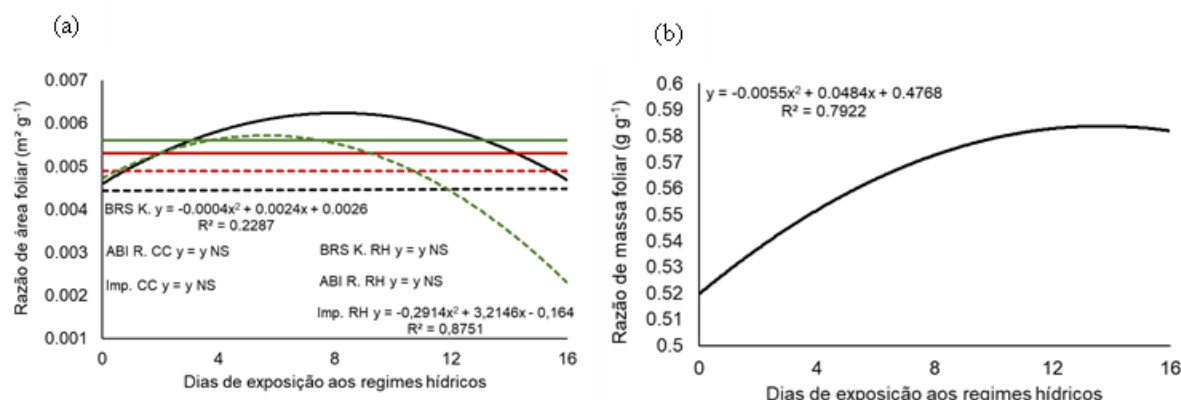 (a)
Razão de área foliar (m² g⁻¹)
0.007
0.006
0.005
0.004
0.003
0.002
0.001
BRS K. y = -0.0004x² + 0.0024x + 0.0026
R² = 0.2287
ABI R. CC y = y NS
BRS K. RH y = y NS
Imp. CC y = y NS
ABI R. RH y = y NS
Imp. RH y = -0,2914x² + 3,2146x - 0,164
R² = 0,8751
0 4 8 12 16
Dias de exposição aos regimes hídricos
(b)
Razão de massa foliar (g g⁻¹)
0.6
0.59
0.58
0.57
0.56
0.55
0.54
0.53
0.52
0.51
0.5
y = -0.0055x² + 0.0484x + 0.4768
R² = 0.7922
0 4 8 12 16
Dias de exposição aos regimes hídricos